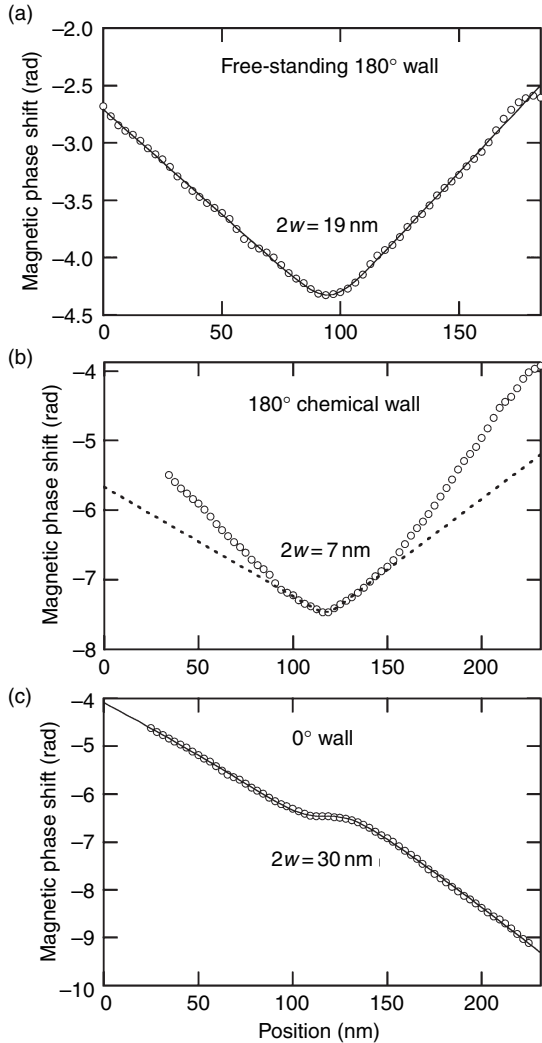 (a)
−2.0
−2.5
−3.0
−3.5
−4.0
−4.5
Magnetic phase shift (rad)
Free-standing 180° wall
2w = 19 nm
0
50
100
150
(b)
−4
−5
−6
−7
−8
Magnetic phase shift (rad)
180° chemical wall
2w = 7 nm
0
50
100
150
200
(c)
−4
−5
−6
−7
−8
−9
−10
Magnetic phase shift (rad)
0° wall
2w = 30 nm
0
50
100
150
200
Position (nm)